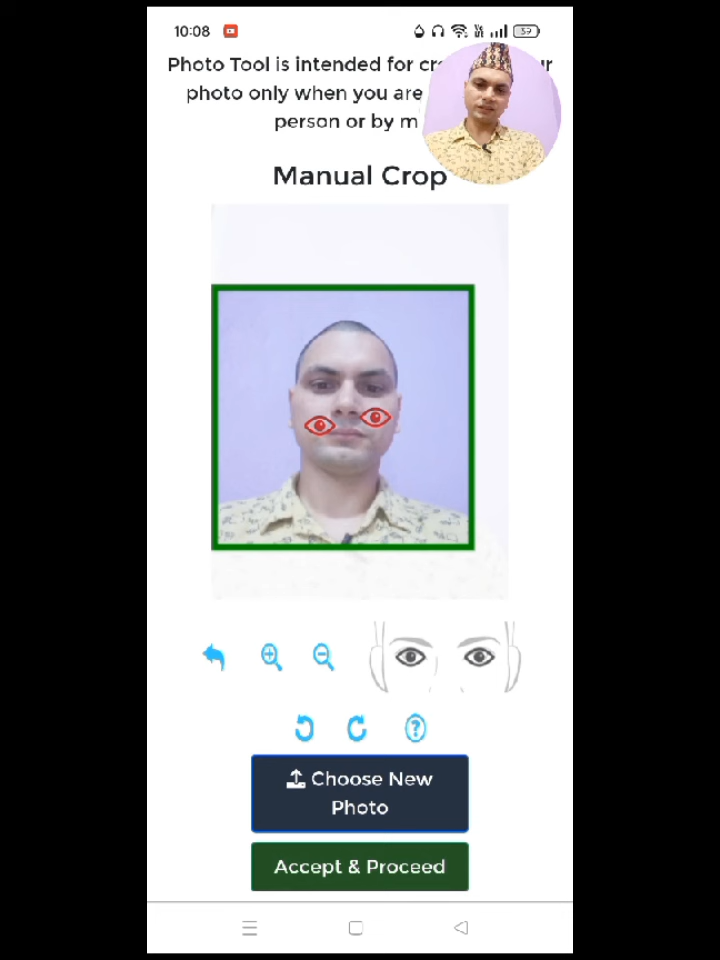 10:08
39
Photo Tool is intended for
photo only when you are
person or by
Manual Crop
Choose New
Photo
Accept & Proceed